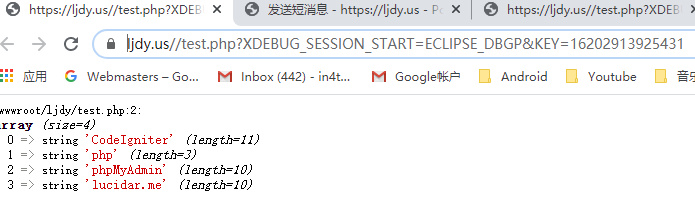 https://ljdy.us//test.php?XDEB 发送短消息 - https://ljdy.us - Po https://ljdy.us//test.php?XDEB
ljdy.us//test.php?XDEBUG_SESSION_START=ECLIPSE_DBGP&KEY=16202913925431
应用 Webmasters – Go... Inbox (442) - in4t... Google帐户 Android Youtube
wwwroot/ljdy/test.php:2:
array (size=4)
0 => string 'CodeIgniter' (length=11)
1 => string 'php' (length=3)
2 => string 'phpMyAdmin' (length=10)
3 => string 'lucidar.me' (length=10)